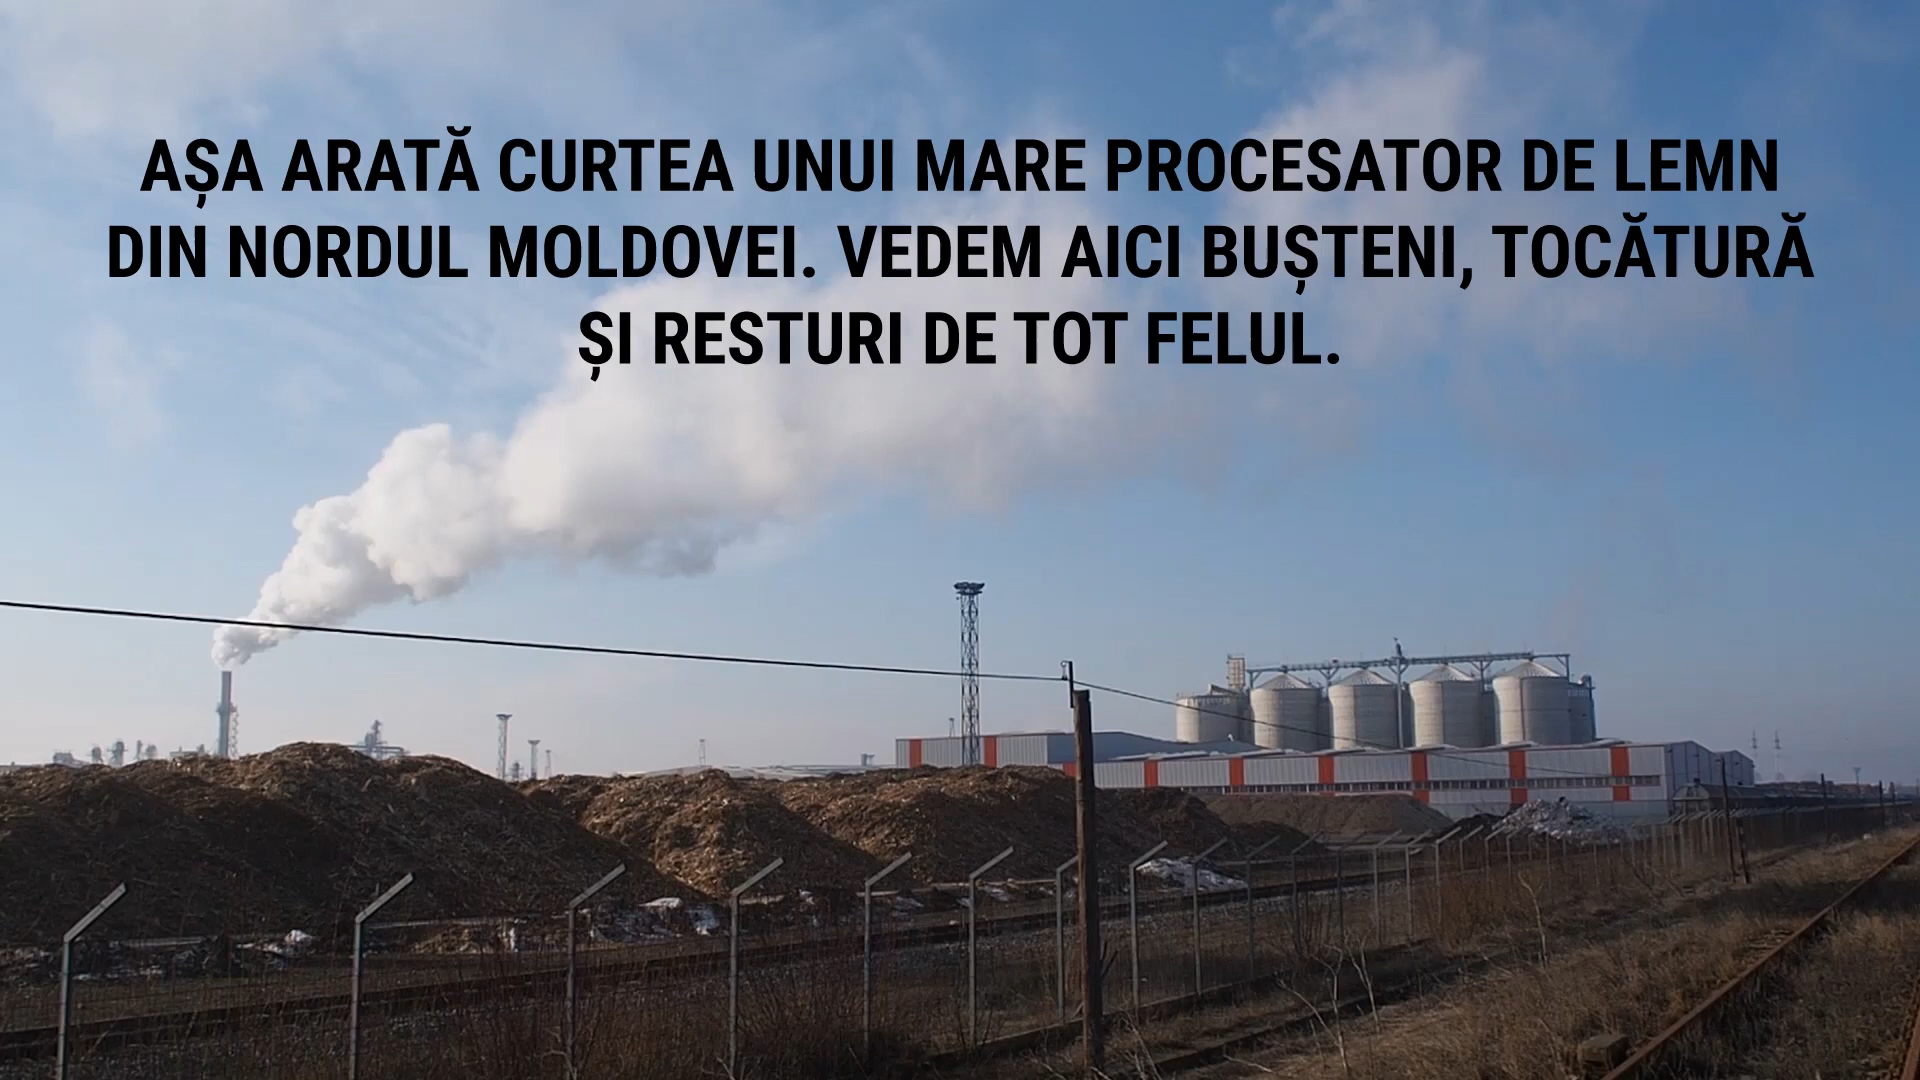 AȘA ARATĂ CURTEA UNUI MARE PROCESATOR DE LEMN
DIN NORDUL MOLDOVEI. VEDEM AICI BUȘTENI, TOCĂTURĂ
ȘI RESTURI DE TOT FELUL.